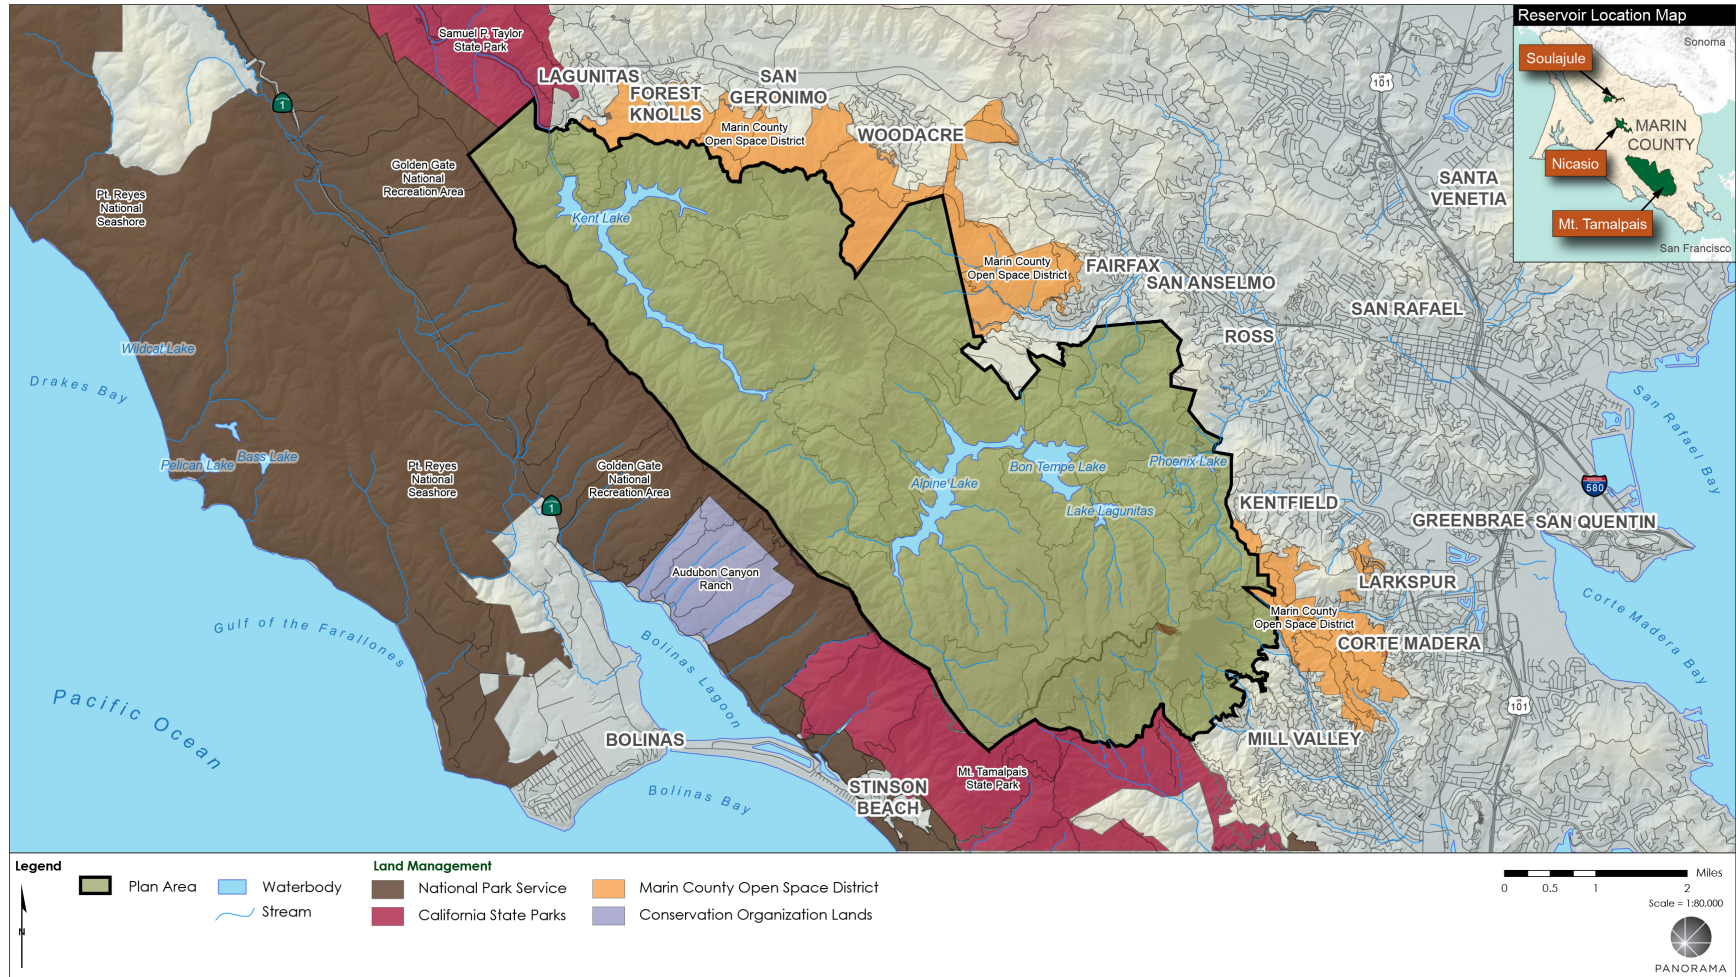 Samuel P. Taylor
State Park
LAGUNITAS
FOREST
KNOLLS
SAN
GERONIMO
Marin County
Open Space District
WOODACRE
1
Golden Gate
National
Recreation Area
Pt. Reyes
National
Seashore
Kent Lake
US
101
SANTA
VENETIA
Marin County
Open Space District
FAIRFAX
SAN ANSELMO
SAN RAFAEL
ROSS
Wildcat Lake
Drakes Bay
Pelican Lake
Bass Lake
Pt. Reyes
National
Seashore
Golden Gate
National
Recreation Area
1
Alpine Lake
Bon Tempe Lake
Phoenix Lake
Lake Lagunitas
San Rafael Bay
580
KENTFIELD
GREENBRAE
SAN QUENTIN
Audubon Canyon
Ranch
LARKSPUR
Marin County
Open Space District
CORTE MADERA
Corte Madera Bay
Gulf of the Farallones
Bolinas Lagoon
Pacific Ocean
US
101
BOLINAS
MILL VALLEY
Bolinas Bay
STINSON
BEACH
Mt. Tamalpais
State Park
Reservoir Location Map
Sonoma
Soulajule
MARIN
COUNTY
Nicasio
Mt. Tamalpais
San Francisco
Legend
N
Plan Area
Waterbody
Stream
Land Management
National Park Service
California State Parks
Marin County Open Space District
Conservation Organization Lands
Miles
0 0.5 1 2
Scale = 1:80,000
PANORAMA